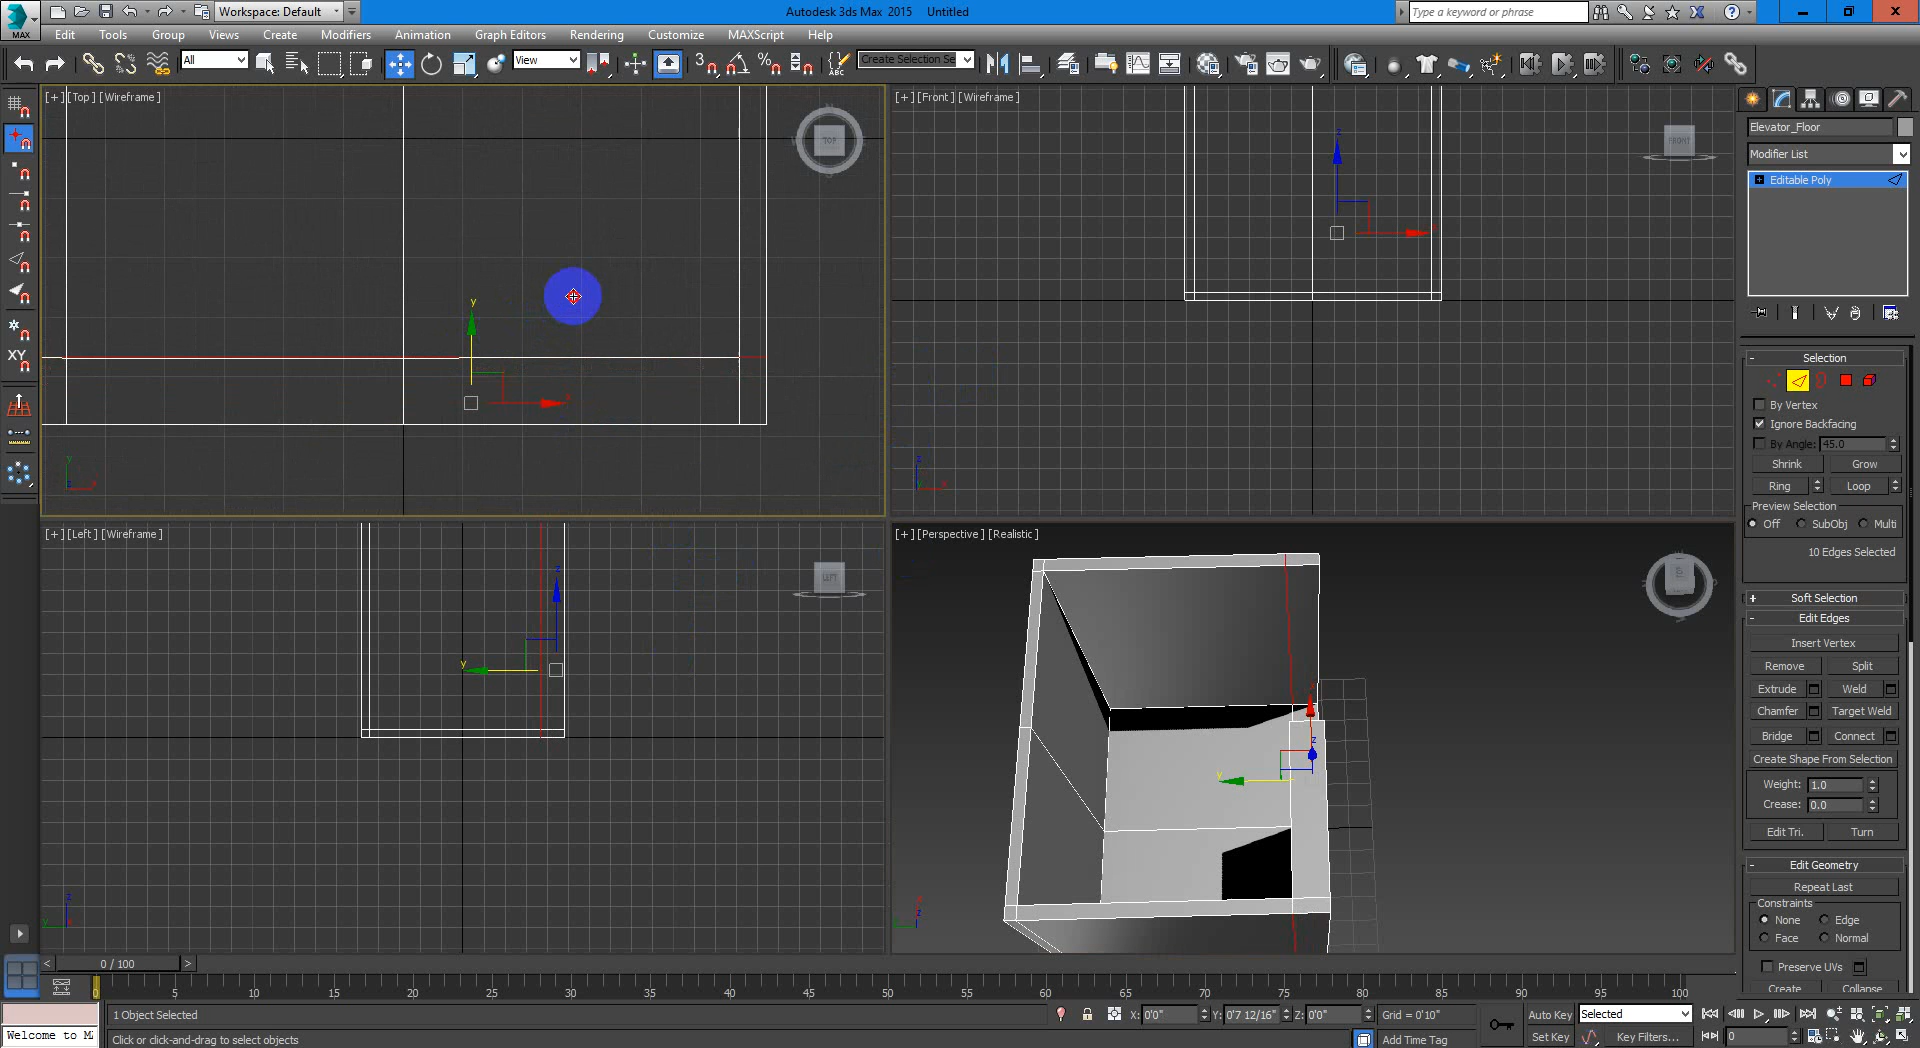 Workspace: Default
Autodesk 3ds Max 2015 Untitled
Type a keyword or phrase
MAX
Edit Tools Group Views Create Modifiers Animation Graph Editors Rendering Customize MAXScript Help
All
View
3
ABC
Create Selection Se
[+][Top][Wireframe]
TOP
y
x
[+][Front][Wireframe]
FRONT
z
x
[+][Left][Wireframe]
LEFT
z
y
[+][Perspective][Realistic]
x
z
y
XY
Elevator_Floor
Modifier List
Editable Poly
- Selection
By Vertex
Ignore Backfacing
By Angle: 45.0
Shrink Grow
Ring Loop
Preview Selection
Off SubObj Multi
10 Edges Selected
+ Soft Selection
- Edit Edges
Insert Vertex
Remove Split
Extrude Weld
Chamfer Target Weld
Bridge Connect
Create Shape From Selection
Weight: 1.0
Crease: 0.0
Edit Tri. Turn
- Edit Geometry
Repeat Last
Constraints
None Edge
Face Normal
Preserve UVs
Create Collapse
< 0 / 100 >
0 5 10 15 20 25 30 35 40 45 50 55 60 65 70 75 80 85 90 95 100
1 Object Selected
X: 0'0" Y: 0'7 12/16" Z: 0'0" Grid = 0'10"
Auto Key Selected
Welcome to M
Click or click-and-drag to select objects
Add Time Tag
Set Key Key Filters... 0